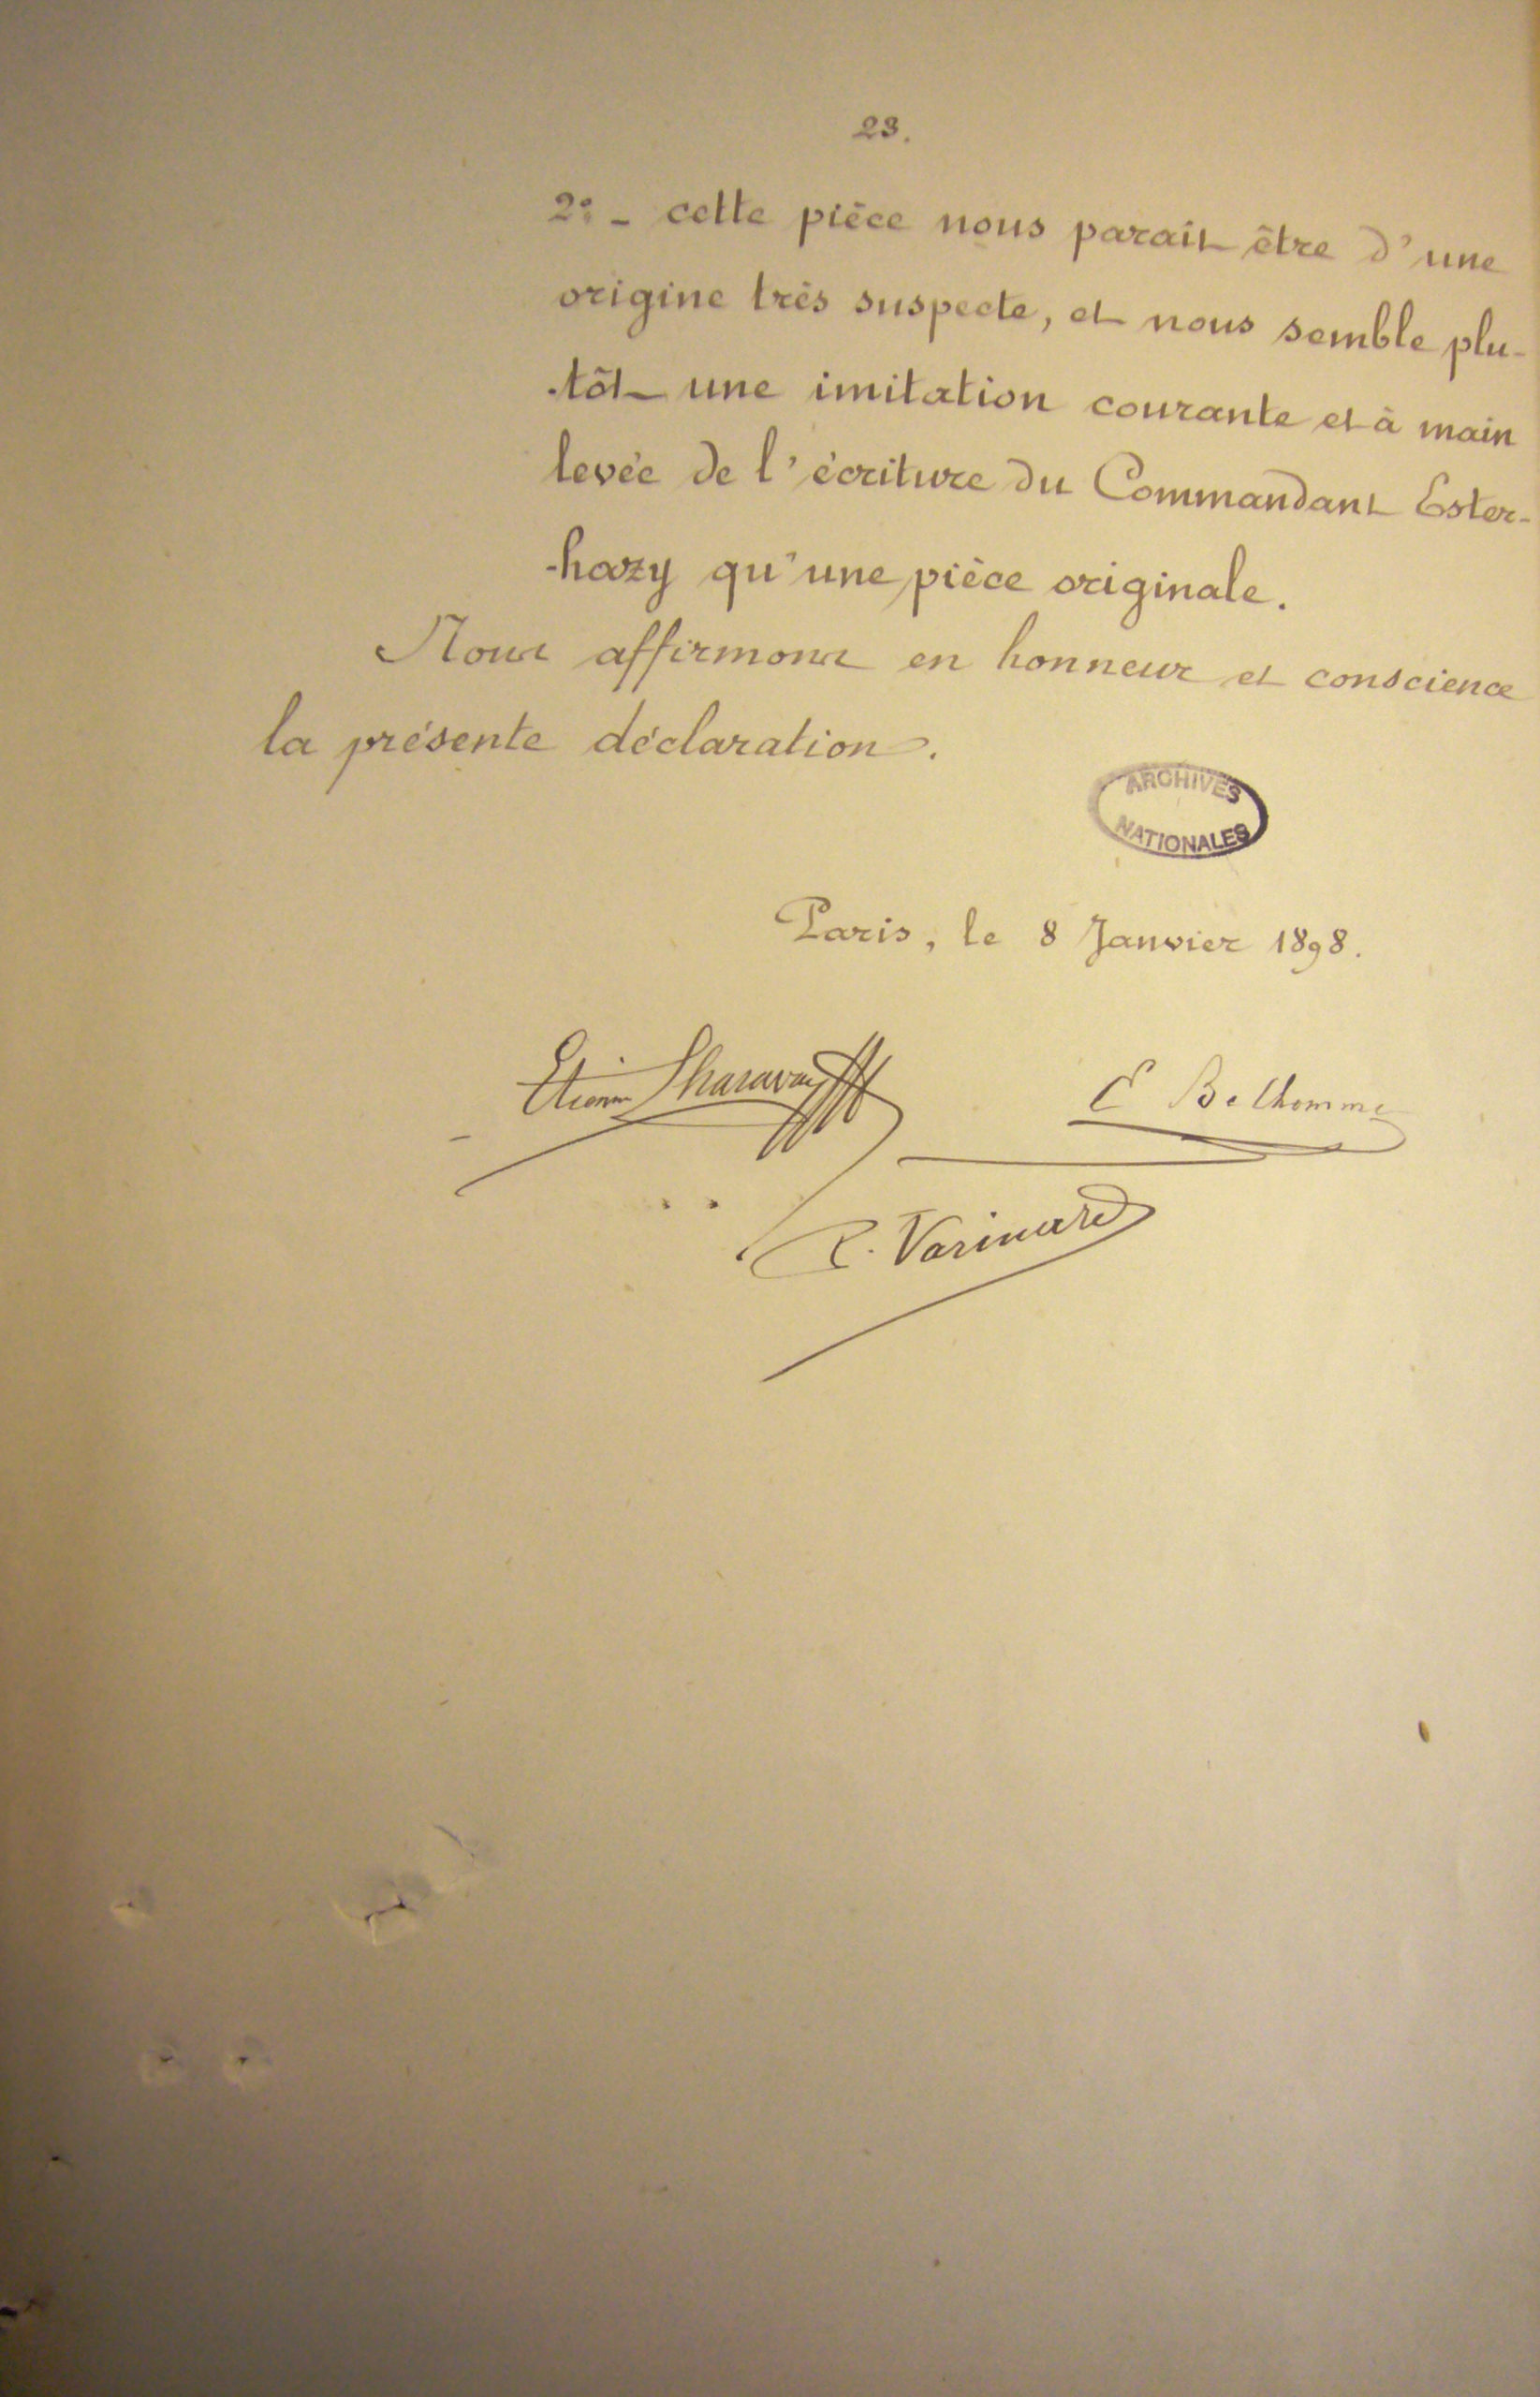 23.
2º - cette pièce nous paraît être d'une
origine très suspecte, et nous semble plu-
-tôt une imitation courante et à main
levée de l'écriture du Commandant Ester-
-hazy qu'une pièce originale.
Nous affirmons en honneur et conscience
la présente déclaration.
ARCHIVES
NATIONALES
Paris, le 8 Janvier 1898.
Etienne Charavay
E Belhomme
P. Varinard